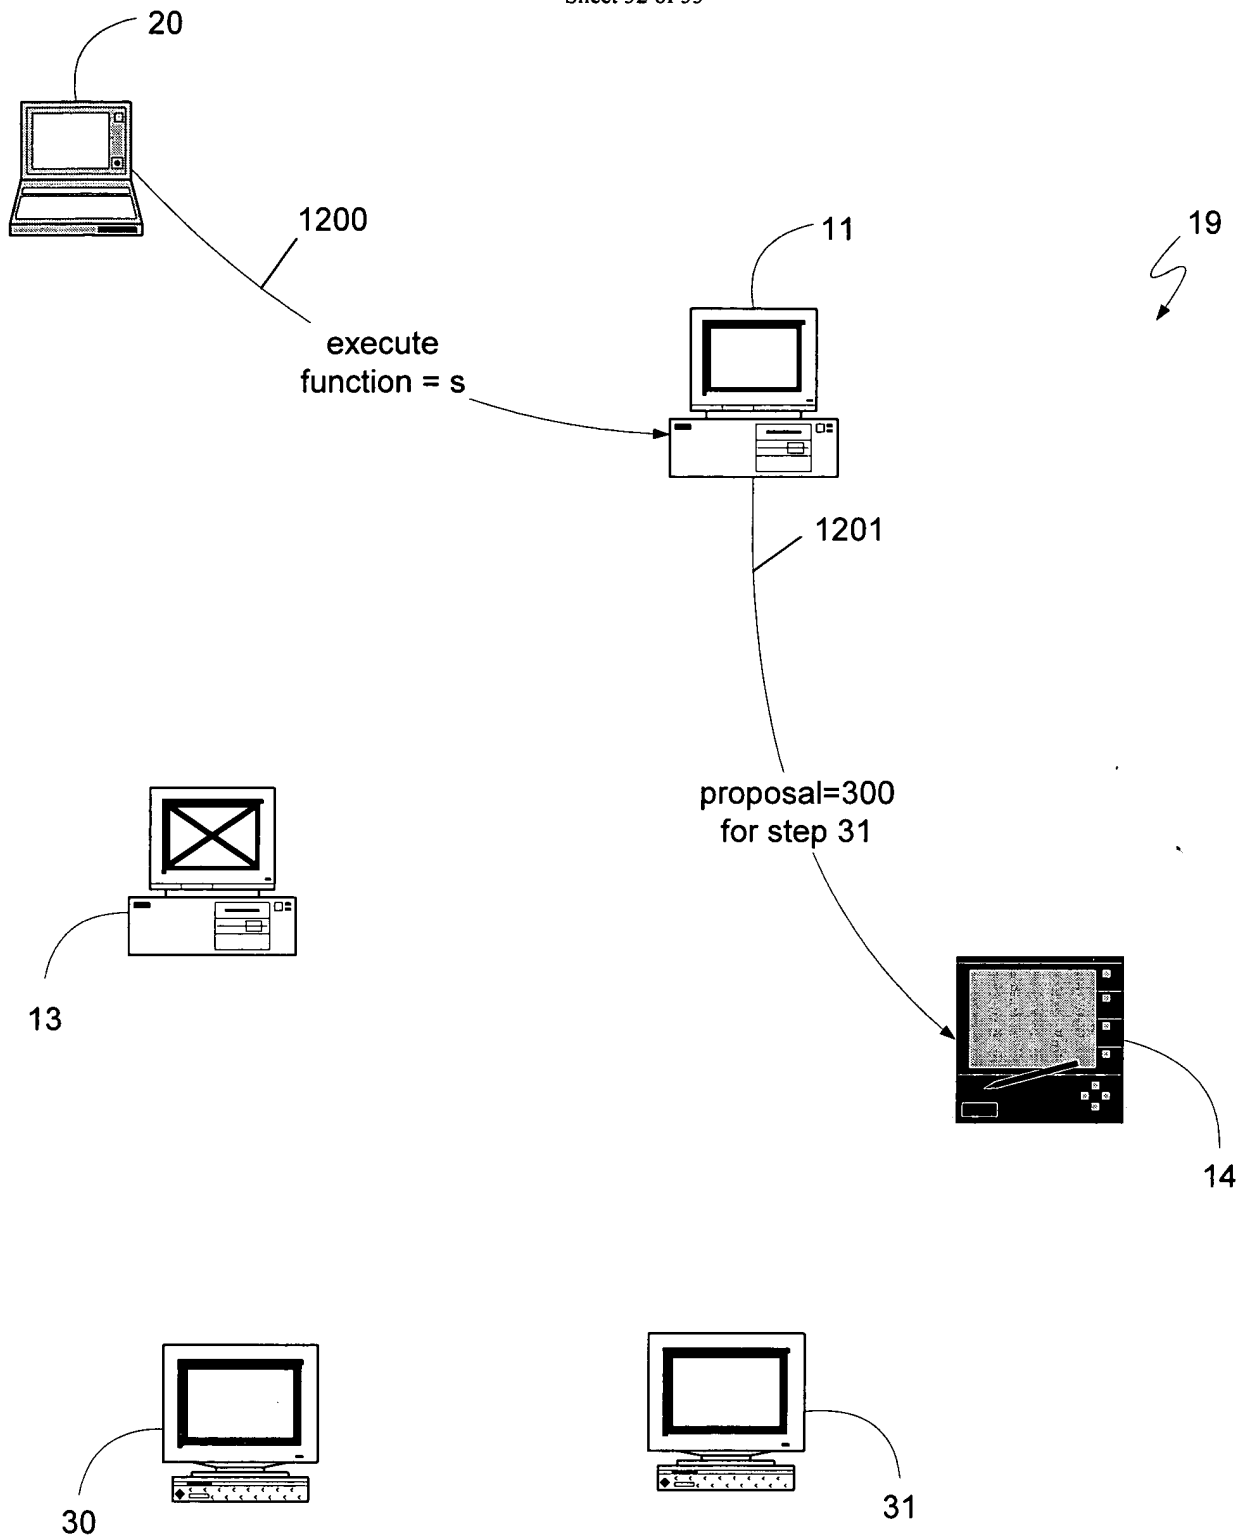 20
1200
11
19
execute
function = s
1201
proposal=300
for step 31
13
14
30
31